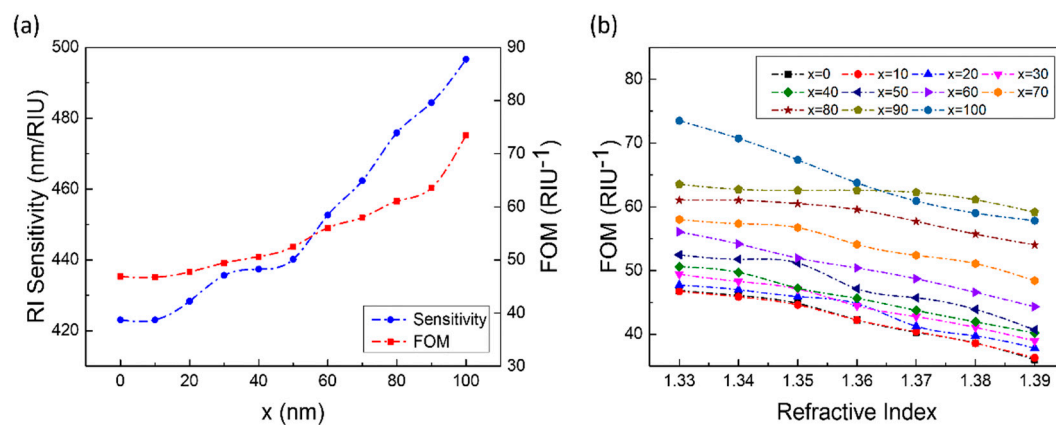 (a)
500
480
460
440
420
RI Sensitivity (nm/RIU)
90
80
70
60
50
40
30
FOM (RIU-1)
Sensitivity
FOM
0 20 40 60 80 100
x (nm)
(b)
80
70
60
50
40
FOM (RIU-1)
x=0 x=10 x=20 x=30
x=40 x=50 x=60 x=70
x=80 x=90 x=100
1.33 1.34 1.35 1.36 1.37 1.38 1.39
Refractive Index